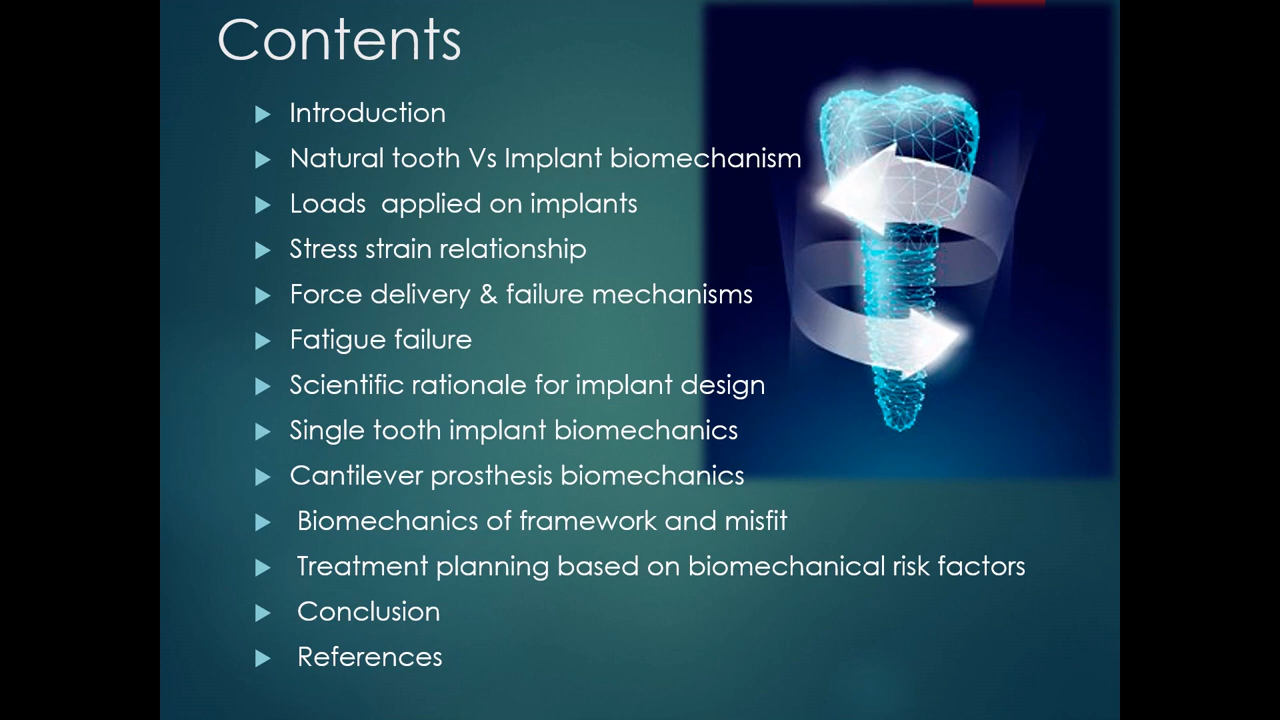 Contents
Introduction
Natural tooth Vs Implant biomechanism
Loads  applied on implants
Stress strain relationship
Force delivery & failure mechanisms
Fatigue failure
Scientific rationale for implant design
Single tooth implant biomechanics
Cantilever prosthesis biomechanics
Biomechanics of framework and misfit
Treatment planning based on biomechanical risk factors
Conclusion
References